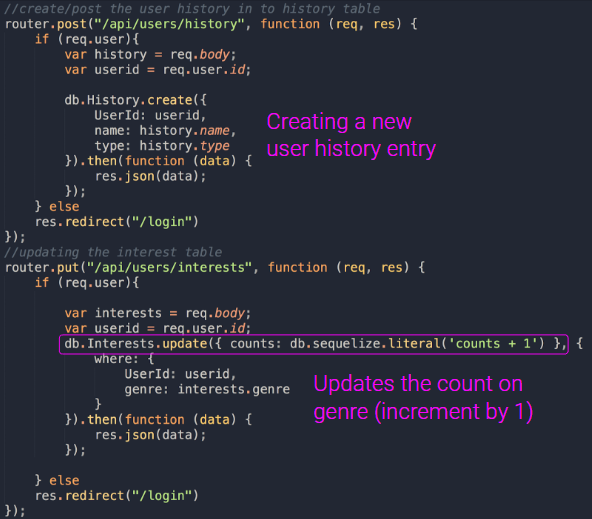 //create/post the user history in to history table
router.post("/api/users/history", function (req, res) {
    if (req.user){
        var history = req.body;
        var userid = req.user.id;

        db.History.create({
            UserId: userid,
            name: history.name,
            type: history.type
        }).then(function (data) {
            res.json(data);
        });
    } else
    res.redirect("/login")
});
Creating a new
user history entry
//updating the interest table
router.put("/api/users/interests", function (req, res) {
    if (req.user){

        var interests = req.body;
        var userid = req.user.id;
        db.Interests.update({ counts: db.sequelize.literal('counts + 1') }, {
            where: {
                UserId: userid,
                genre: interests.genre
            }
        }).then(function (data) {
            res.json(data);
        });

    } else
    res.redirect("/login")
});
Updates the count on
genre (increment by 1)